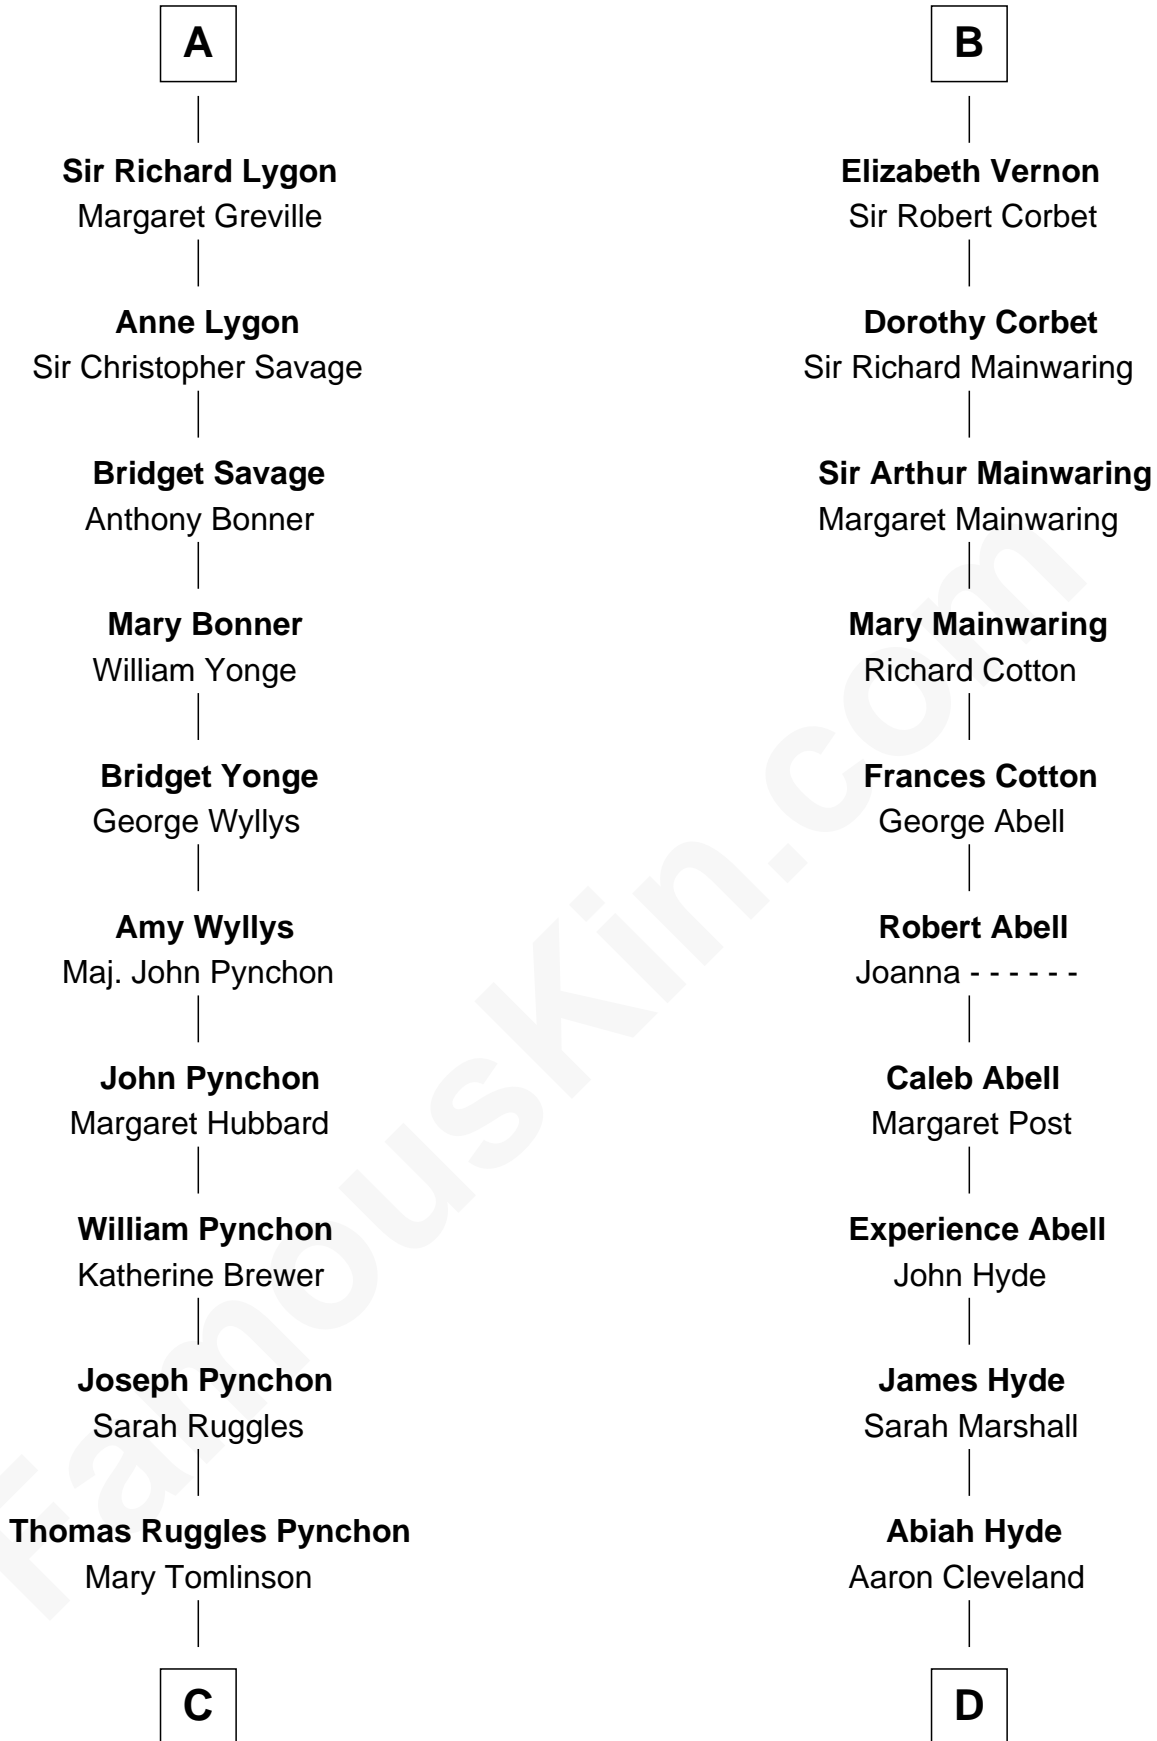 A
Sir Richard Lygon
Margaret Greville
Anne Lygon
Sir Christopher Savage
Bridget Savage
Anthony Bonner
Mary Bonner
William Yonge
Bridget Yonge
George Wyllys
Amy Wyllys
Maj. John Pynchon
John Pynchon
Margaret Hubbard
William Pynchon
Katherine Brewer
Joseph Pynchon
Sarah Ruggles
Thomas Ruggles Pynchon
Mary Tomlinson
C
B
Elizabeth Vernon
Sir Robert Corbet
Dorothy Corbet
Sir Richard Mainwaring
Sir Arthur Mainwaring
Margaret Mainwaring
Mary Mainwaring
Richard Cotton
Frances Cotton
George Abell
Robert Abell
Joanna - - - - - -
Caleb Abell
Margaret Post
Experience Abell
John Hyde
James Hyde
Sarah Marshall
Abiah Hyde
Aaron Cleveland
D
FamousKin.com